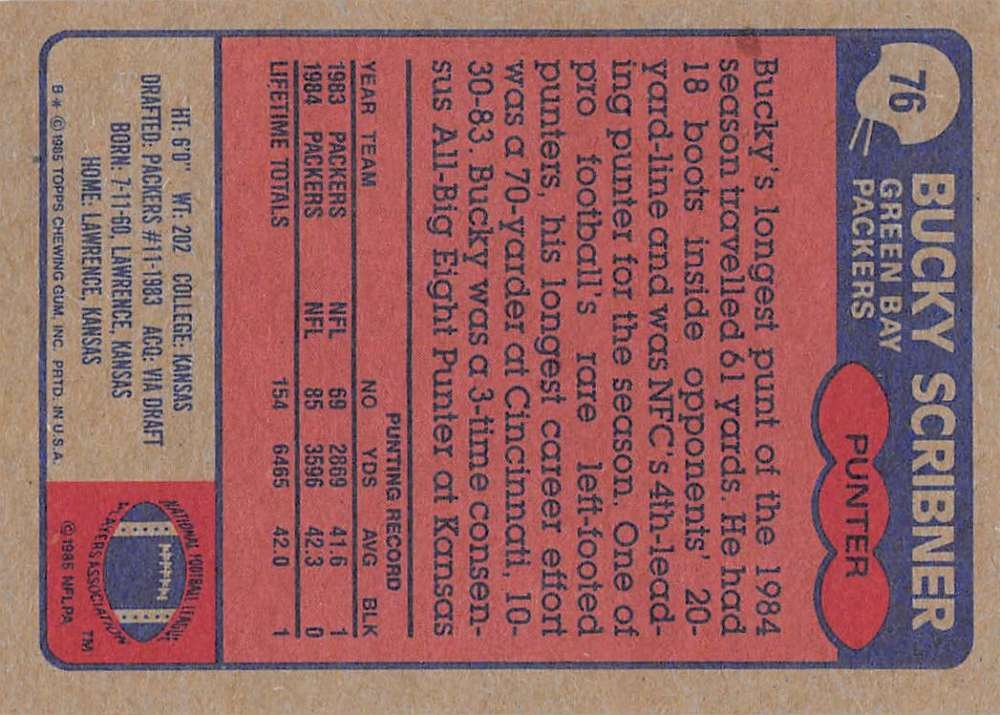 76
BUCKY SCRIBNER
GREEN BAY
PACKERS
PUNTER
Bucky's longest punt of the 1984
season travelled 61 yards. He had
18 boots inside opponents' 20-
yard-line and was NFC's 4th-lead-
ing punter for the season. One of
pro football's rare left-footed
punters, his longest career effort
was a 70-yarder at Cincinnati, 10-
30-83. Bucky was a 3-time consen-
sus All-Big Eight Punter at Kansas
PUNTING RECORD
YEAR TEAM NO YDS AVG BLK
1983 PACKERS NFL 69 2869 41.6 1
1984 PACKERS NFL 85 3596 42.3 0
LIFETIME TOTALS 154 6465 42.0 1
HT: 6'0" WT: 202 COLLEGE: KANSAS
DRAFTED: PACKERS #11-1983 ACQ: VIA DRAFT
BORN: 7-11-60, LAWRENCE, KANSAS
HOME: LAWRENCE, KANSAS
B* © 1985 TOPPS CHEWING GUM, INC. PRTD. IN U.S.A.
NATIONAL FOOTBALL LEAGUE
PLAYERS ASSOCIATION
TM
© 1985 NFLPA